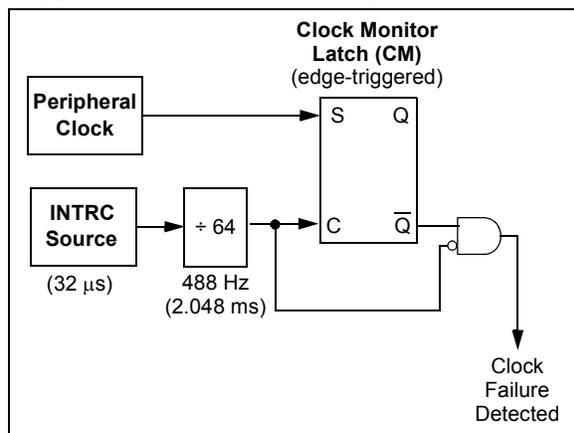 Clock Monitor
Latch (CM)
(edge-triggered)
Peripheral
Clock
S Q
INTRC
Source
÷ 64
C Q̅
(32 μs)
488 Hz
(2.048 ms)
Clock
Failure
Detected